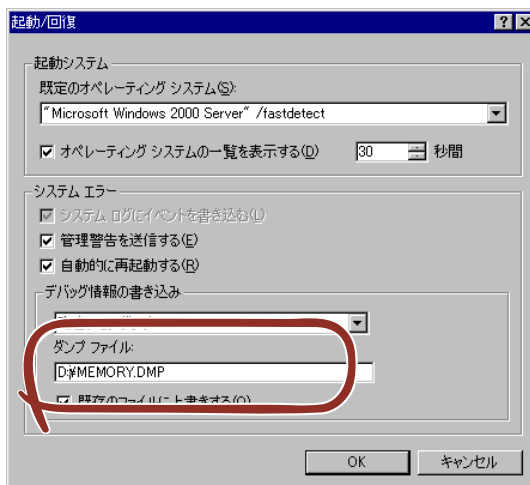 起動/回復
起動システム
既定のオペレーティング システム(S):
"Microsoft Windows 2000 Server" /fastdetect
オペレーティング システムの一覧を表示する(D) 30 秒間
システム エラー
システム ログにイベントを書き込む(L)
管理警告を送信する(E)
自動的に再起動する(R)
デバッグ情報の書き込み
ダンプ ファイル:
D:¥MEMORY.DMP
既存のファイルに上書きする(O)
OK キャンセル